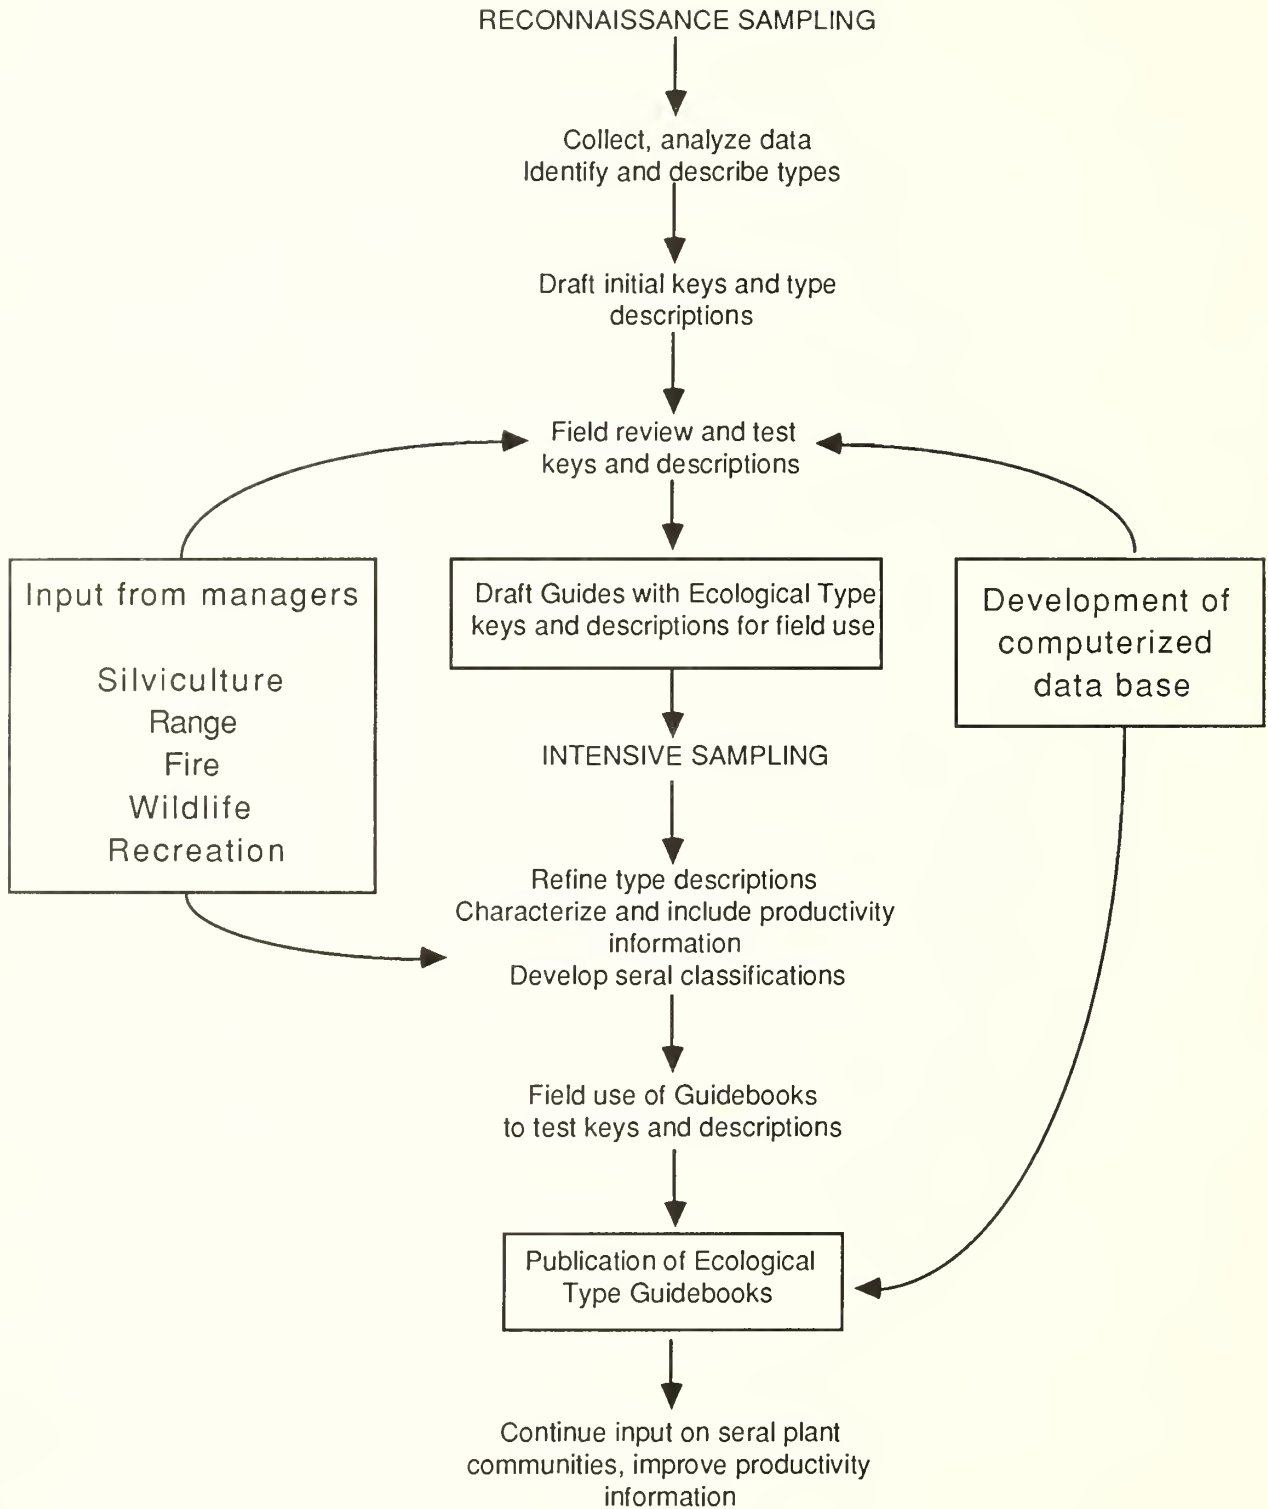 RECONNAISSANCE SAMPLING
Collect, analyze data
Identify and describe types
Draft initial keys and type
descriptions
Field review and test
keys and descriptions
Input from managers
Silviculture
Range
Fire
Wildlife
Recreation
Draft Guides with Ecological Type
keys and descriptions for field use
Development of
computerized
data base
INTENSIVE SAMPLING
Refine type descriptions
Characterize and include productivity
information
Develop seral classifications
Field use of Guidebooks
to test keys and descriptions
Publication of Ecological
Type Guidebooks
Continue input on seral plant
communities, improve productivity
information